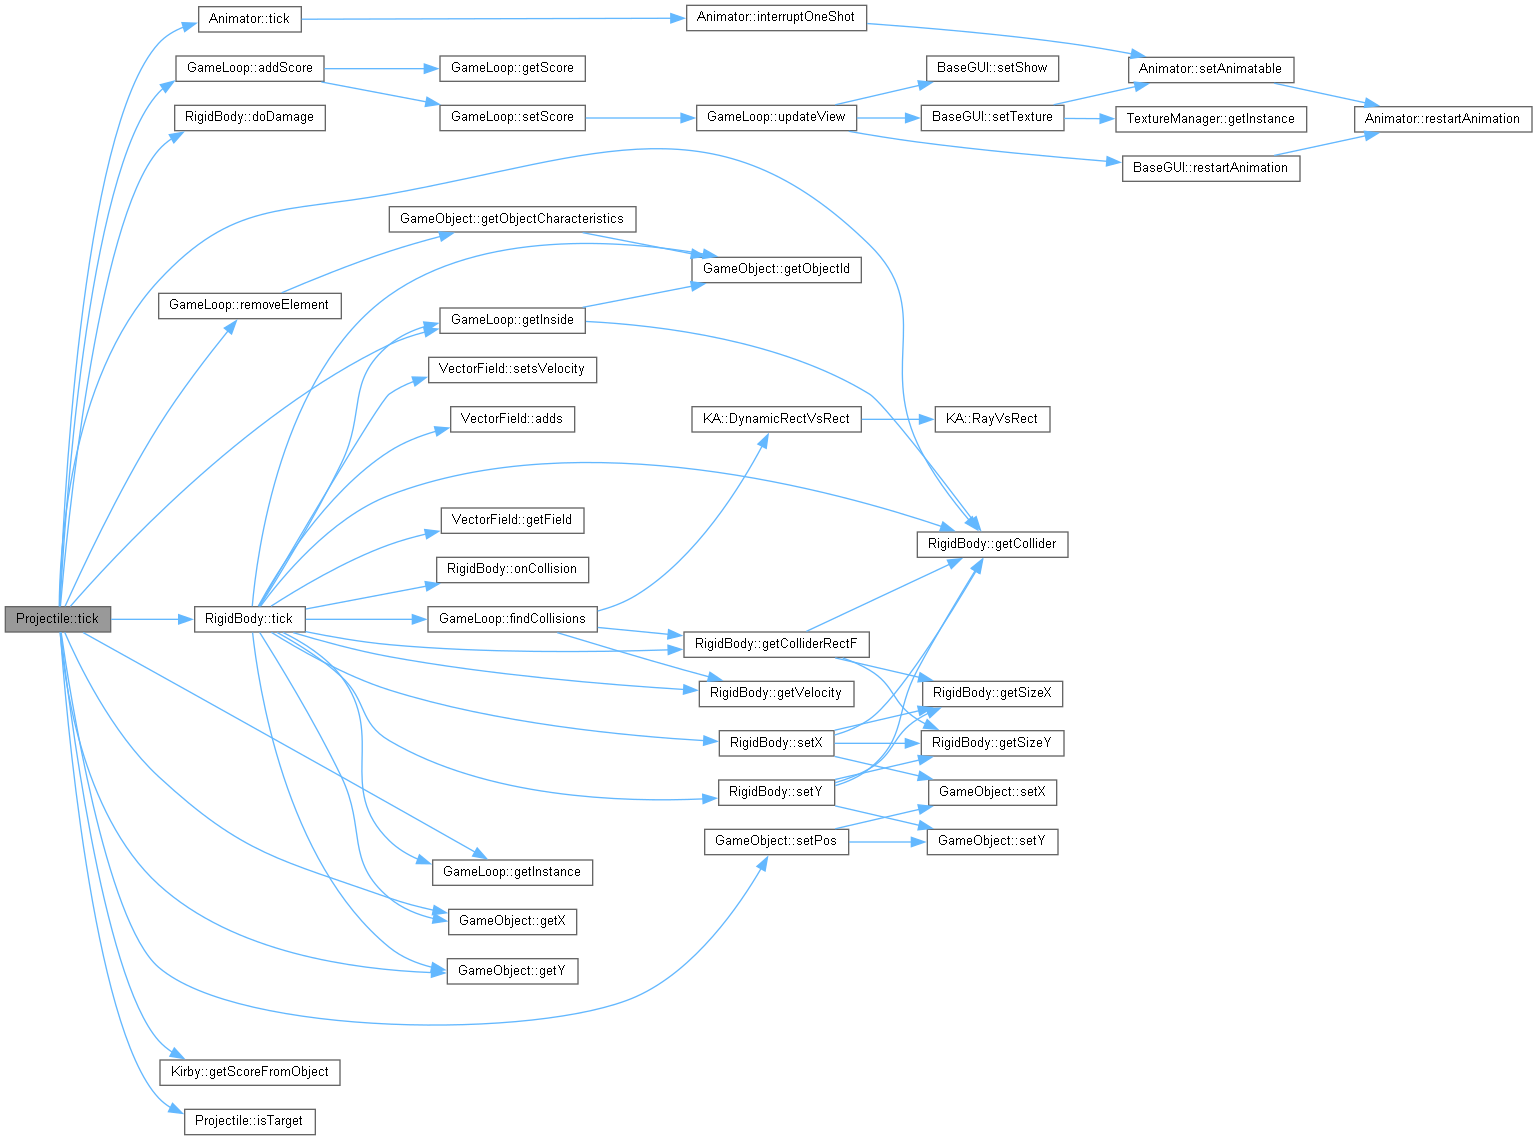 Animator::tick
Animator::interruptOneShot
GameLoop::addScore
GameLoop::getScore
BaseGUI::setShow
Animator::setAnimatable
RigidBody::doDamage
GameLoop::setScore
GameLoop::updateView
BaseGUI::setTexture
TextureManager::getInstance
Animator::restartAnimation
BaseGUI::restartAnimation
GameObject::getObjectCharacteristics
GameObject::getObjectId
GameLoop::removeElement
GameLoop::getInside
VectorField::setsVelocity
VectorField::adds
KA::DynamicRectVsRect
KA::RayVsRect
VectorField::getField
RigidBody::getCollider
RigidBody::onCollision
Projectile::tick
RigidBody::tick
GameLoop::findCollisions
RigidBody::getColliderRectF
RigidBody::getVelocity
RigidBody::getSizeX
RigidBody::setX
RigidBody::getSizeY
RigidBody::setY
GameObject::setX
GameObject::setPos
GameObject::setY
GameLoop::getInstance
GameObject::getX
GameObject::getY
Kirby::getScoreFromObject
Projectile::isTarget